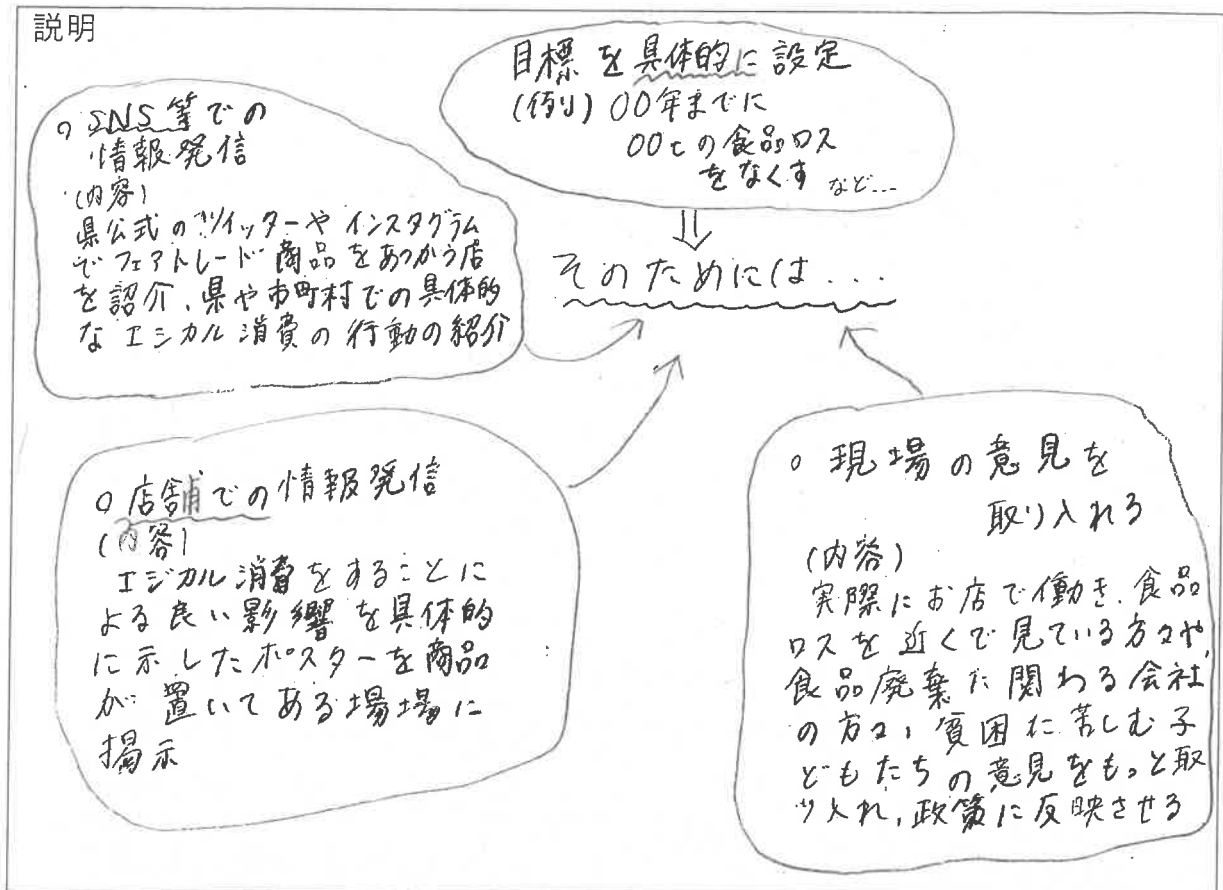 説明
目標を具体的に設定
(例) 〇〇年までに
〇〇tの食品ロス
をなくす など...
そのためには...
〇 SNS等での
情報発信
(内容)
県公式のツイッターやインスタグラム
でフェアトレード商品をあつかう店
を紹介、県や市町村での具体的
なエシカル消費の行動の紹介
〇 店舗での情報発信
(内容)
エジカル消費をすることに
よる良い影響を具体的
に示したポスターを商品
が置いてある場場に
掲示
〇 現場の意見を
取り入れる
(内容)
実際にお店で働き、食品
ロスを近くで見ている方々や、
食品廃棄に関わる会社
の方々、貧困に苦しむ子
どもたちの意見をもっと取
り入れ、政策に反映させる